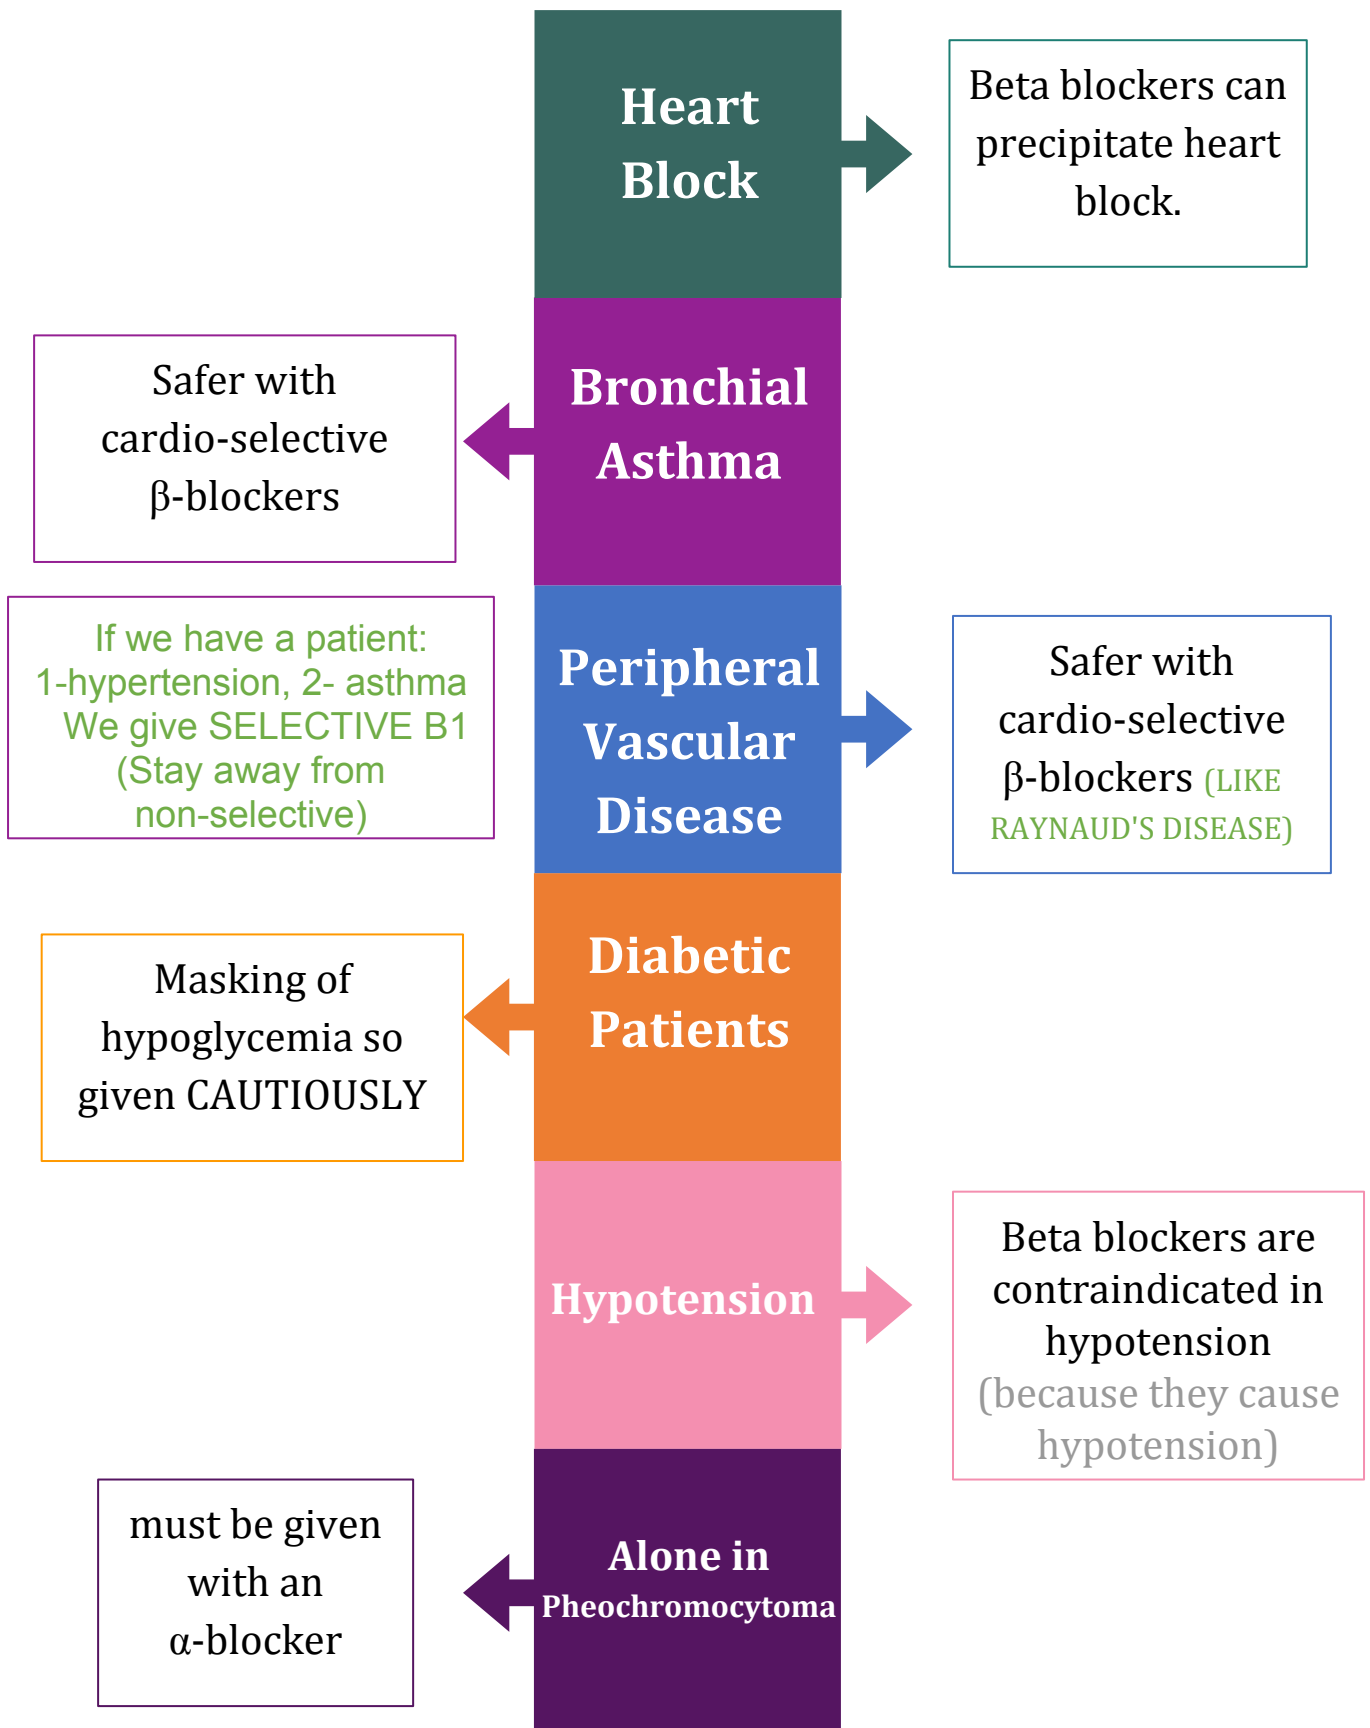 Heart
Block
Beta blockers can
precipitate heart
block.
Bronchial
Asthma
Safer with
cardio-selective
β-blockers
If we have a patient:
1-hypertension, 2- asthma
We give SELECTIVE B1
(Stay away from
non-selective)
Peripheral
Vascular
Disease
Safer with
cardio-selective
β-blockers (LIKE
RAYNAUD'S DISEASE)
Diabetic
Patients
Masking of
hypoglycemia so
given CAUTIOUSLY
Hypotension
Beta blockers are
contraindicated in
hypotension
(because they cause
hypotension)
Alone in
Pheochromocytoma
must be given
with an
α-blocker